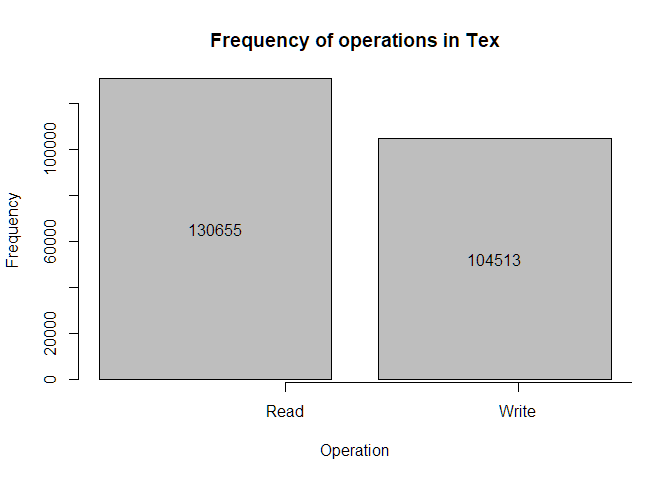 Frequency of operations in Tex
Frequency
100000
60000
20000
0
130655
104513
Read
Write
Operation